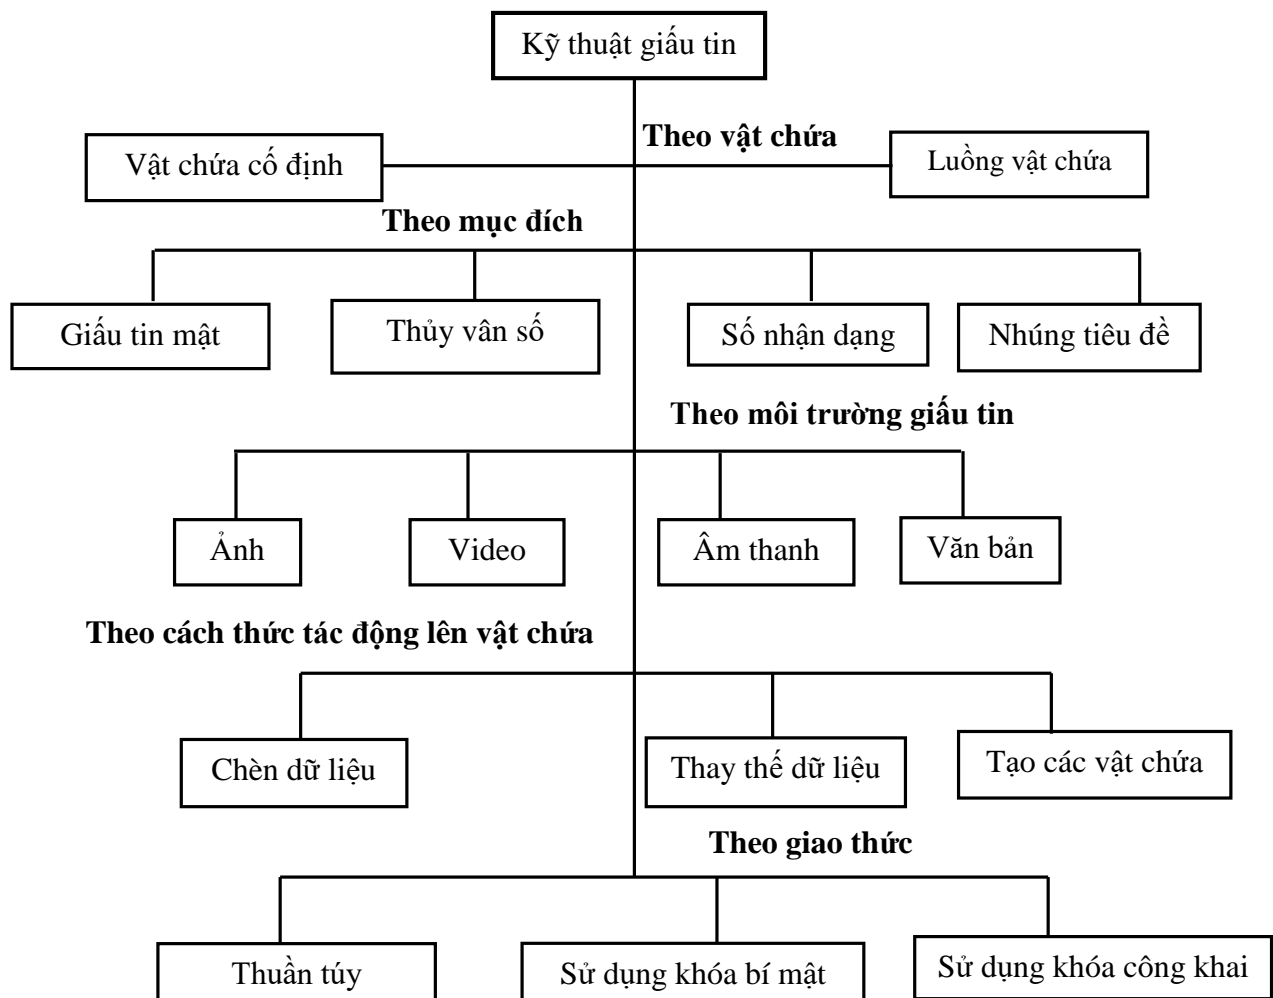 Kỹ thuật giấu tin
Theo vật chứa
Vật chứa cố định
Luồng vật chứa
Theo mục đích
Giấu tin mật
Thủy vân số
Số nhận dạng
Nhúng tiêu đề
Theo môi trường giấu tin
Ảnh
Video
Âm thanh
Văn bản
Theo cách thức tác động lên vật chứa
Chèn dữ liệu
Thay thế dữ liệu
Tạo các vật chứa
Theo giao thức
Thuần túy
Sử dụng khóa bí mật
Sử dụng khóa công khai